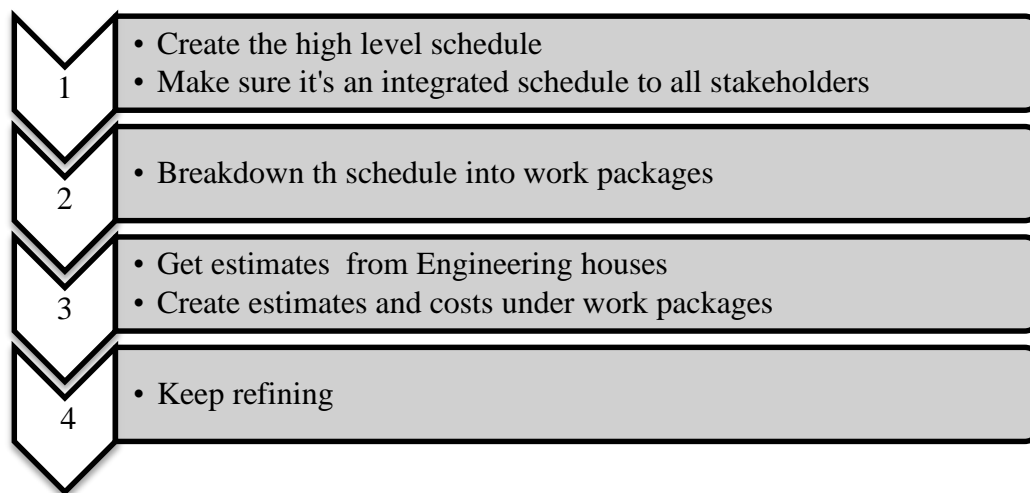 1
• Create the high level schedule
• Make sure it's an integrated schedule to all stakeholders
2
• Breakdown th schedule into work packages
3
• Get estimates  from Engineering houses
• Create estimates and costs under work packages
4
• Keep refining